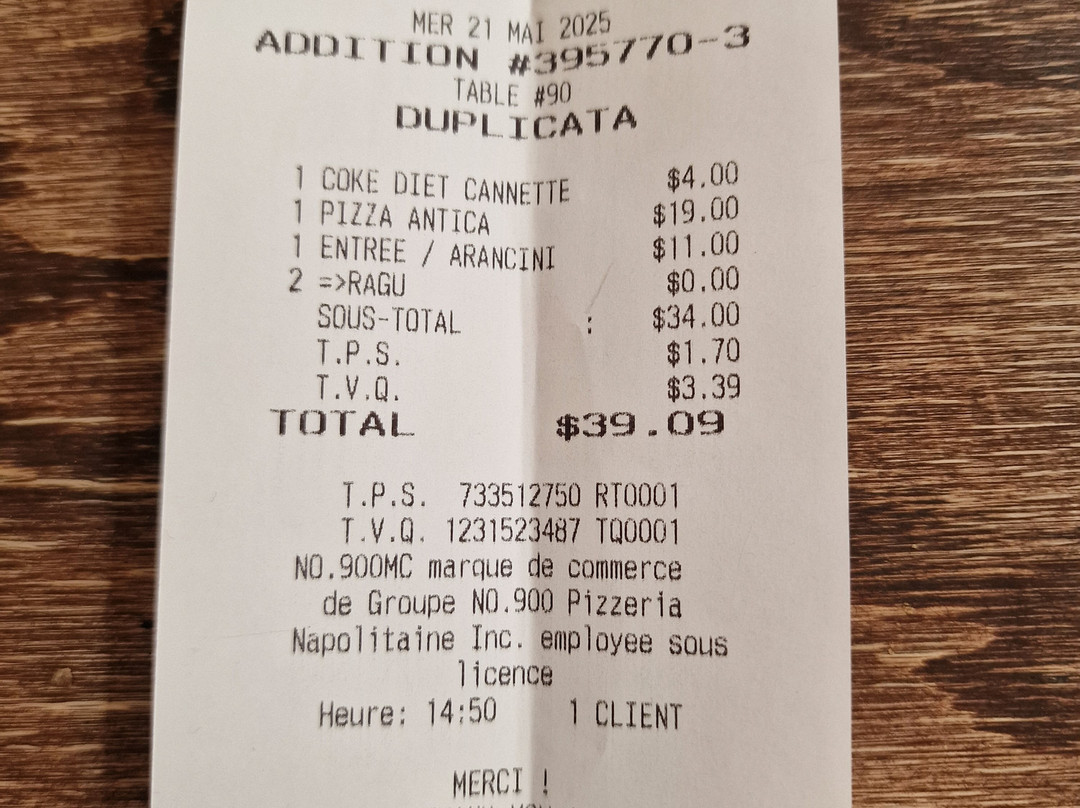 MER 21 MAI 2025
ADDITION #395770-3
TABLE #90
DUPLICATA
1 COKE DIET CANNETTE $4.00
1 PIZZA ANTICA $19.00
1 ENTREE / ARANCINI $11.00
2 =>RAGU $0.00
SOUS-TOTAL : $34.00
T.P.S. $1.70
T.V.Q. $3.39
TOTAL $39.09
T.P.S. 733512750 RT0001
T.V.Q. 1231523487 TQ0001
NO.900MC marque de commerce
de Groupe NO.900 Pizzeria
Napolitaine Inc. employee sous
licence
Heure: 14:50 1 CLIENT
MERCI !